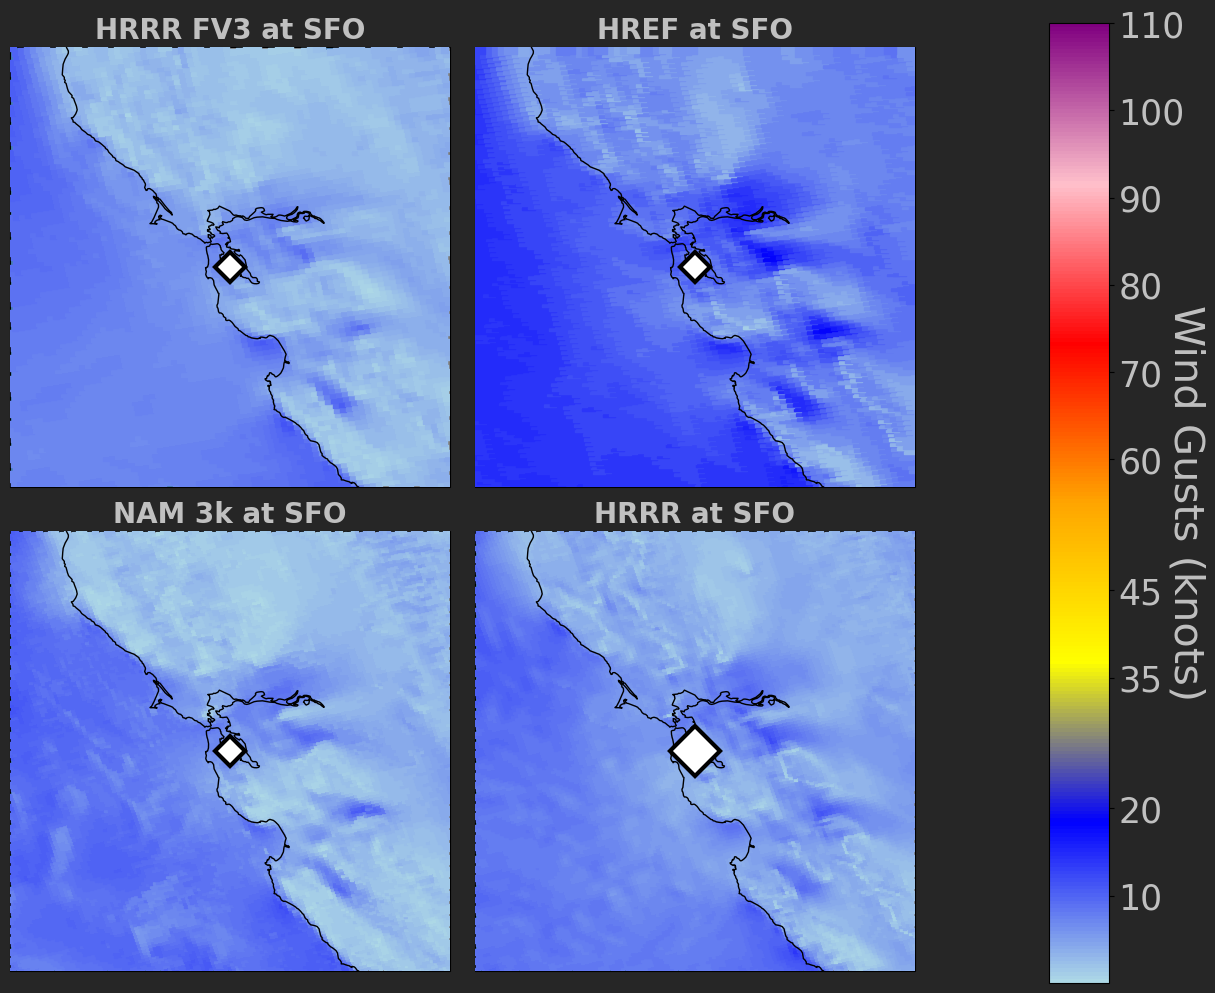 HRRR FV3 at SFO
HREF at SFO
NAM 3k at SFO
HRRR at SFO
110
100
90
80
70
60
45
35
20
10
Wind Gusts (knots)